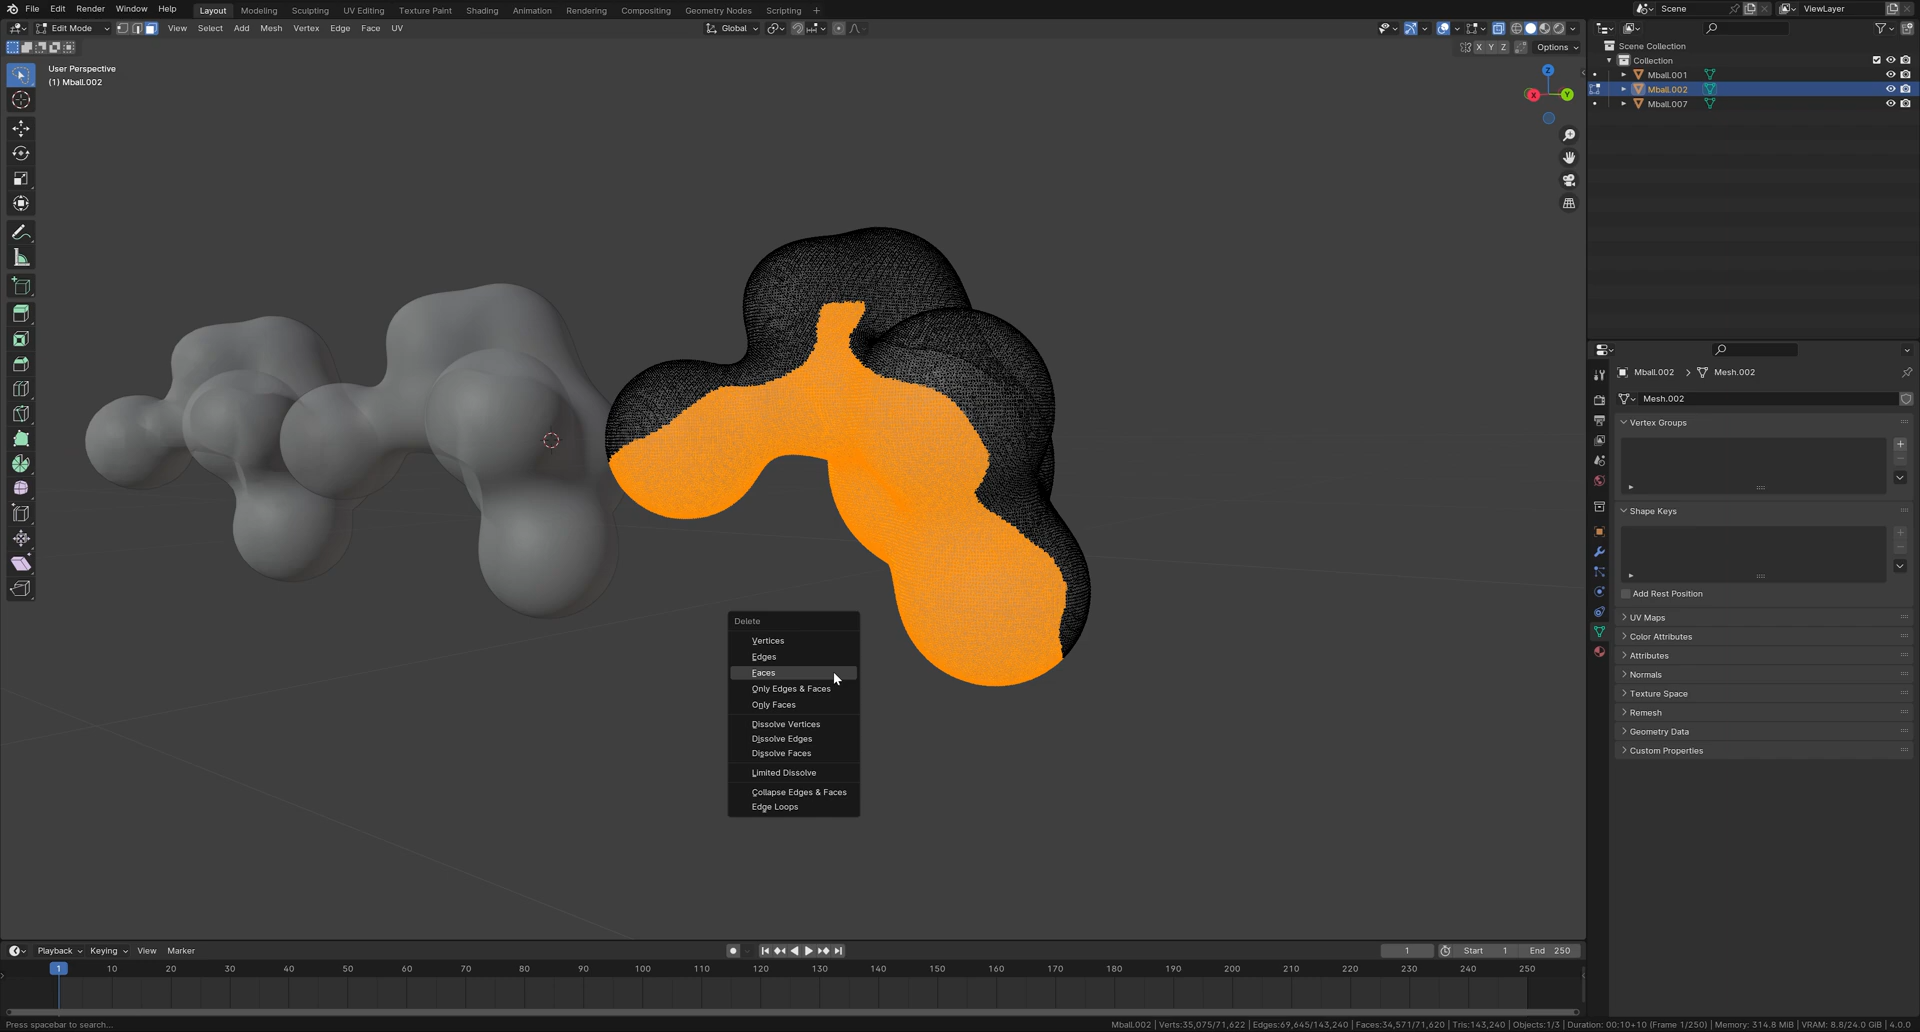 File Edit Render Window Help Layout Modeling Sculpting UV Editing Texture Paint Shading Animation Rendering Compositing Geometry Nodes Scripting + Scene ViewLayer
Edit Mode View Select Add Mesh Vertex Edge Face UV Global
X Y Z Options
User Perspective
(1) Mball.002
Z
X Y
Scene Collection
Collection
Mball.001
Mball.002
Mball.007
Mball.002 > Mesh.002
Mesh.002
Vertex Groups
Shape Keys
Add Rest Position
UV Maps
Color Attributes
Attributes
Normals
Texture Space
Remesh
Geometry Data
Custom Properties
Delete
Vertices
Edges
Faces
Only Edges & Faces
Only Faces
Dissolve Vertices
Dissolve Edges
Dissolve Faces
Limited Dissolve
Collapse Edges & Faces
Edge Loops
Playback Keying View Marker 1 Start 1 End 250
1 10 20 30 40 50 60 70 80 90 100 110 120 130 140 150 160 170 180 190 200 210 220 230 240 250
Press spacebar to search... Mball.002 | Verts:35,075/71,622 | Edges:69,645/143,240 | Faces:34,571/71,620 | Tris:143,240 | Objects:1/3 | Duration: 00:10+10 (Frame 1/250) | Memory: 314.8 MiB | VRAM: 8.8/24.0 GiB | 4.0.0